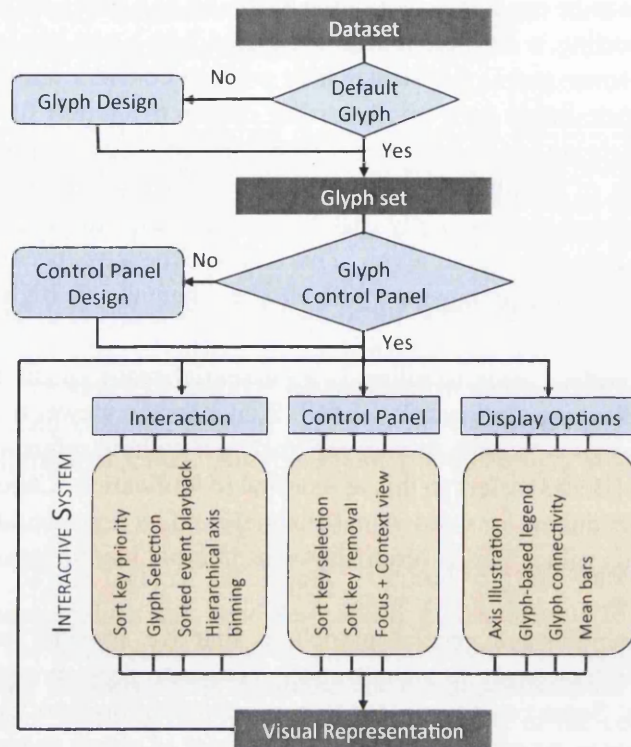 Dataset
No
Default
Glyph
Glyph Design
Yes
Glyph set
No
Glyph
Control Panel
Control Panel
Design
Yes
Interaction
Control Panel
Display Options
INTERACTIVE SYSTEM
Sort key priority
Glyph Selection
Sorted event playback
Hierarchical axis
binning
Sort key selection
Sort key removal
Focus + Context view
Axis Illustration
Glyph-based legend
Glyph connectivity
Mean bars
Visual Representation